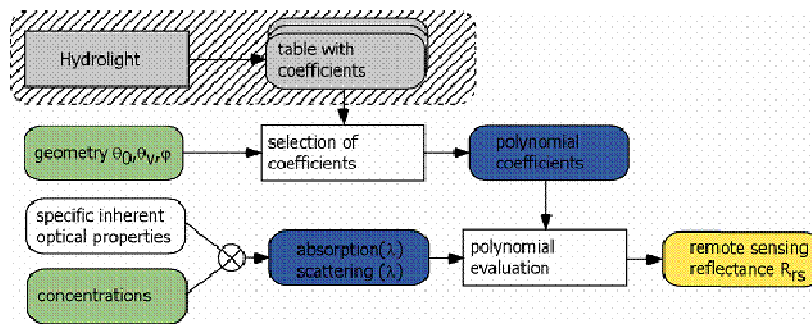 Hydrolight
table with
coefficients
geometry θ0,θv,φ
selection of
coefficients
polynomial
coefficients
specific inherent
optical properties
concentrations
absorption(λ)
scattering (λ)
polynomial
evaluation
remote sensing
reflectance Rrs